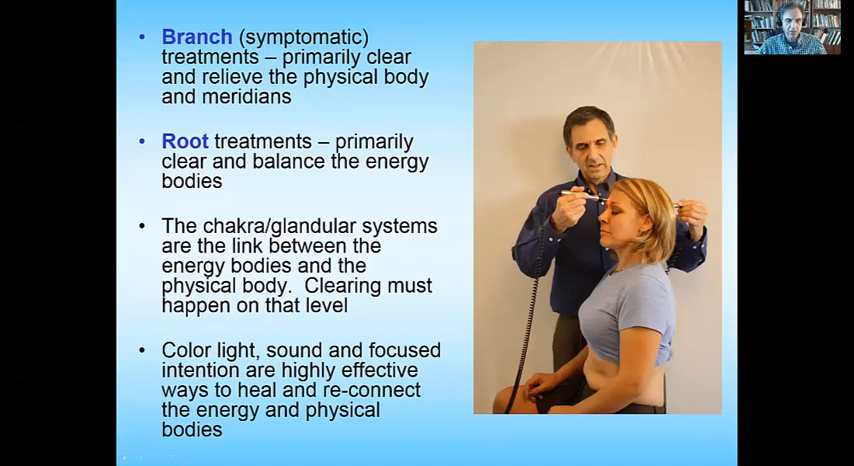 Branch (symptomatic)
treatments – primarily clear
and relieve the physical body
and meridians
Root treatments – primarily
clear and balance the energy
bodies
The chakra/glandular systems
are the link between the
energy bodies and the
physical body.  Clearing must
happen on that level
Color light, sound and focused
intention are highly effective
ways to heal and re-connect
the energy and physical
bodies